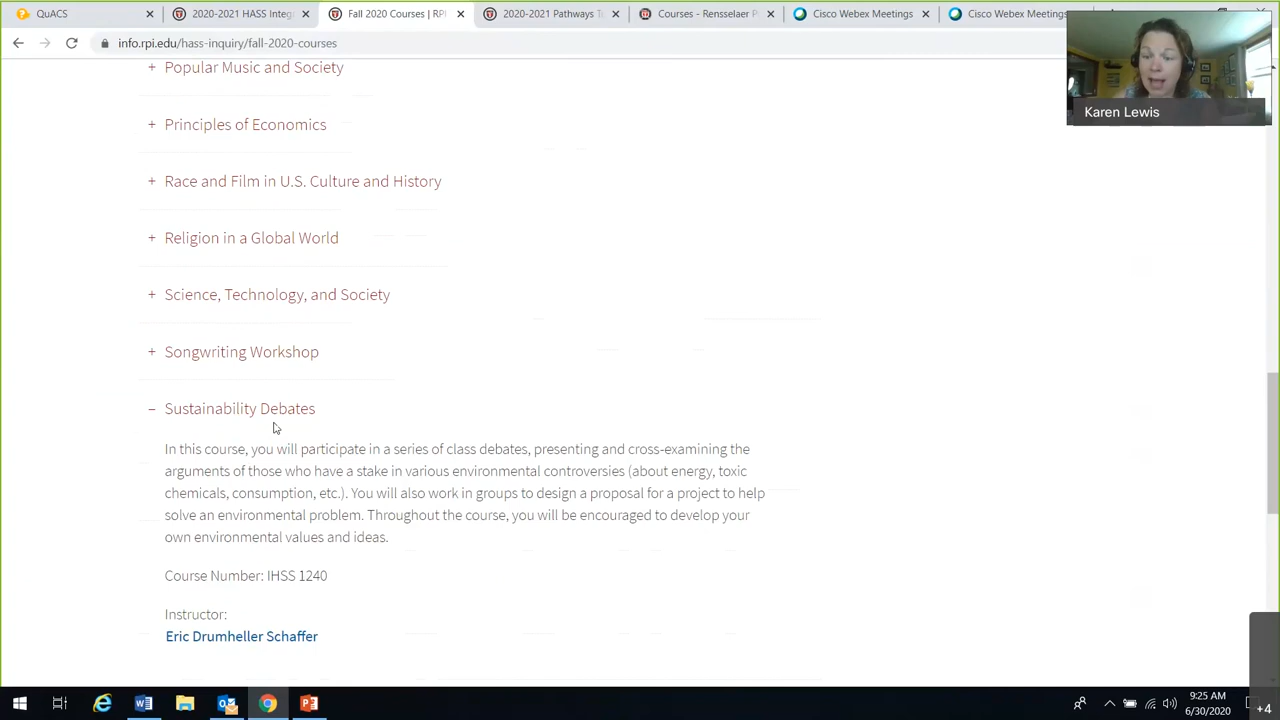 QuACS
2020-2021 HASS Integ
Fall 2020 Courses | RPI
2020-2021 Pathways T
Courses - Rensselaer P
Cisco Webex Meetings
Cisco Webex Meetings
info.rpi.edu/hass-inquiry/fall-2020-courses
Karen Lewis
+ Popular Music and Society
+ Principles of Economics
+ Race and Film in U.S. Culture and History
+ Religion in a Global World
+ Science, Technology, and Society
+ Songwriting Workshop
– Sustainability Debates
In this course, you will participate in a series of class debates, presenting and cross-examining the
arguments of those who have a stake in various environmental controversies (about energy, toxic
chemicals, consumption, etc.). You will also work in groups to design a proposal for a project to help
solve an environmental problem. Throughout the course, you will be encouraged to develop your
own environmental values and ideas.
Course Number: IHSS 1240
Instructor:
Eric Drumheller Schaffer
9:25 AM
6/30/2020
+4